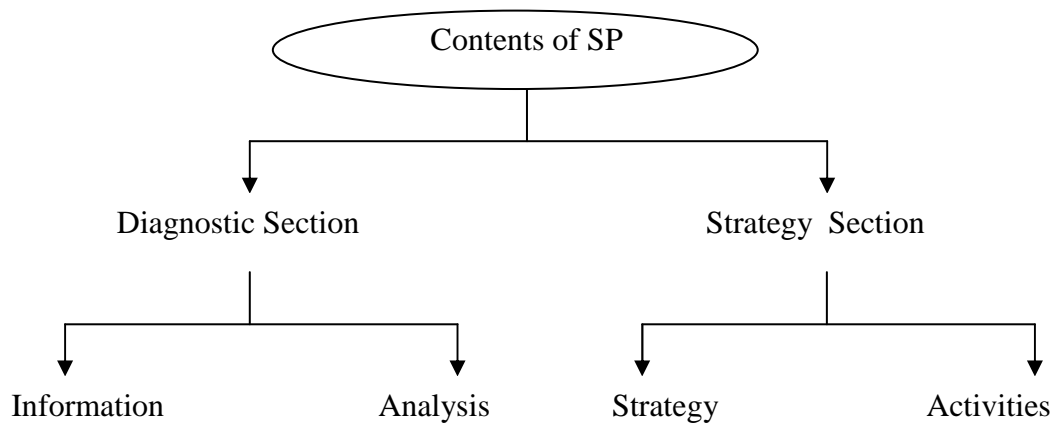 Contents of SP
Diagnostic Section
Strategy Section
Information
Analysis
Strategy
Activities